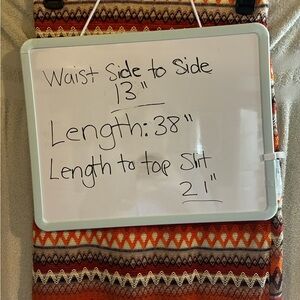 Waist Side to Side
13"
Length: 38"
Length to top Slit
21"